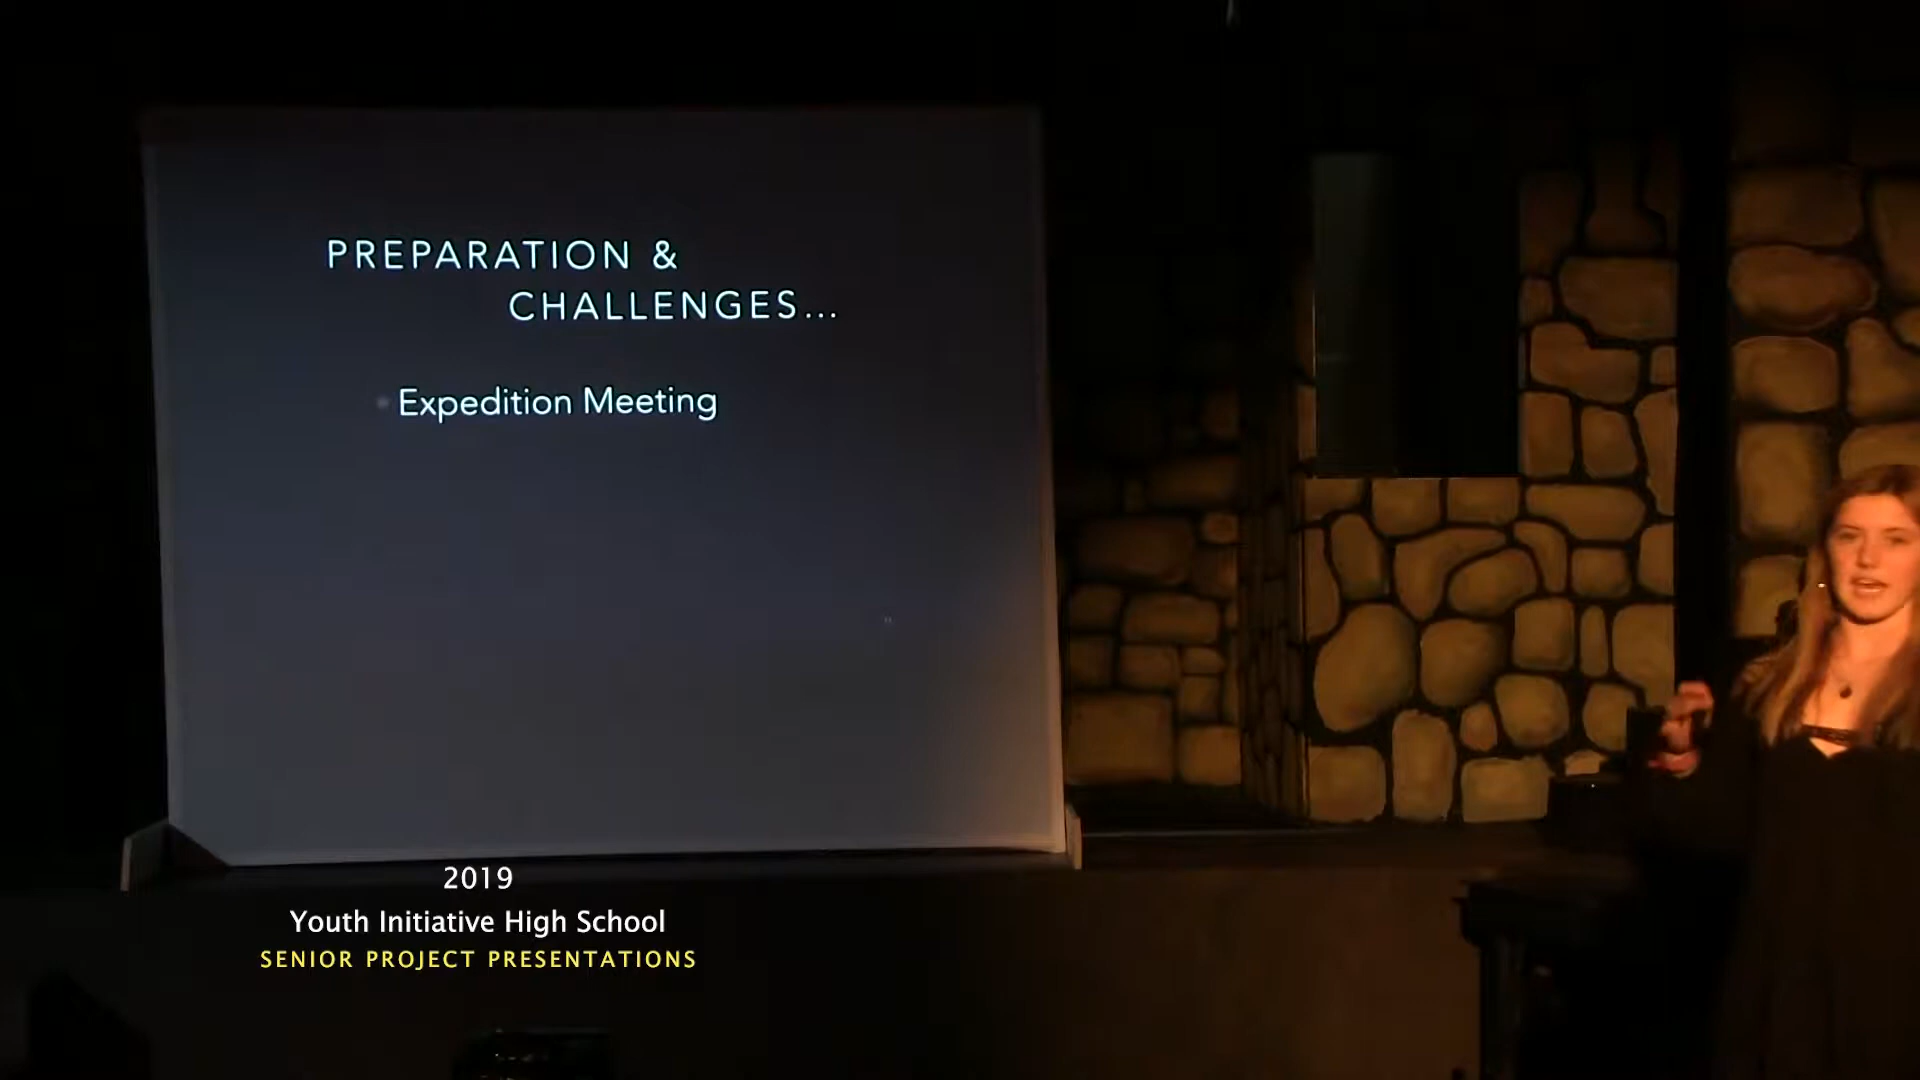 PREPARATION &
CHALLENGES...
Expedition Meeting
2019
Youth Initiative High School
SENIOR PROJECT PRESENTATIONS